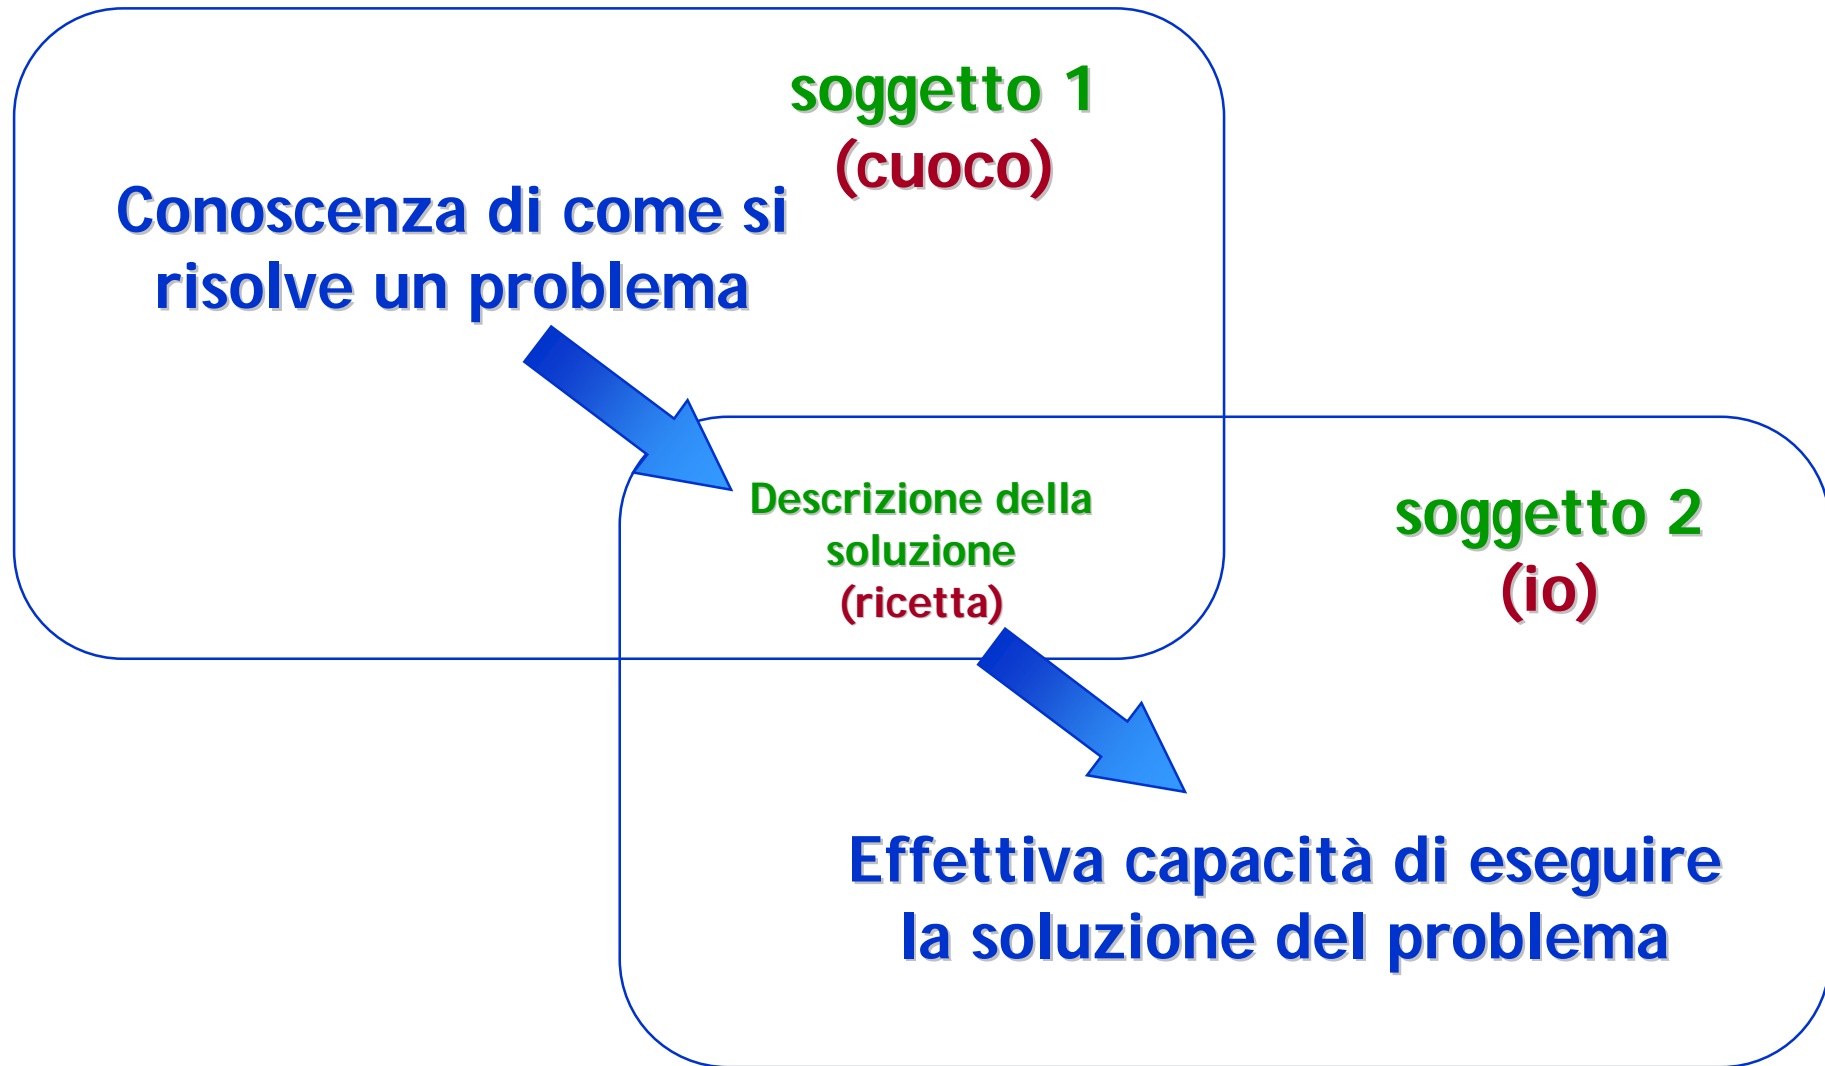 soggetto 1
(cuoco)
Conoscenza di come si
risolve un problema
Descrizione della
soluzione
(ricetta)
soggetto 2
(io)
Effettiva capacità di eseguire
la soluzione del problema